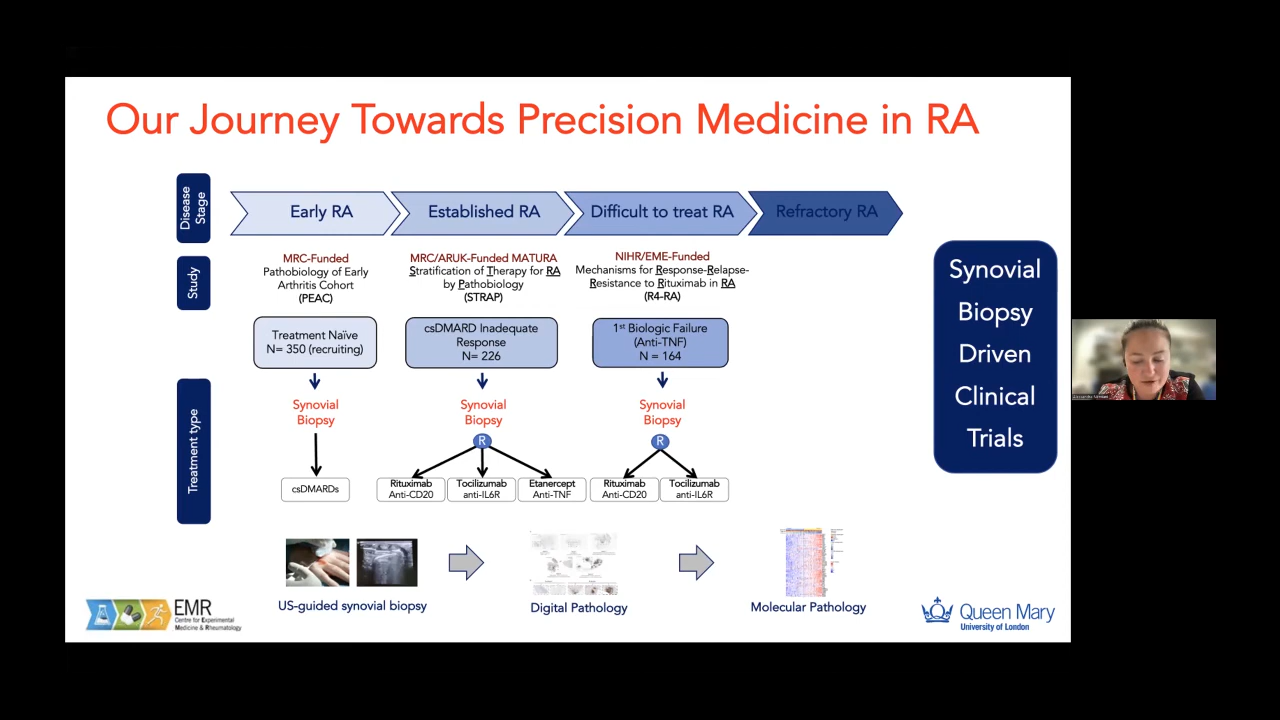 Our Journey Towards Precision Medicine in RA
Disease
Stage
Early RA
Established RA
Difficult to treat RA
Refractory RA
Study
MRC-Funded
Pathobiology of Early
Arthritis Cohort
(PEAC)
MRC/ARUK-Funded MATURA
Stratification of Therapy for RA
by Pathobiology
(STRAP)
NIHR/EME-Funded
Mechanisms for Response-Relapse-
Resistance to Rituximab in RA
(R4-RA)
Treatment Naïve
N= 350 (recruiting)
csDMARD Inadequate
Response
N= 226
1st Biologic Failure
(Anti-TNF)
N = 164
Treatment type
Synovial
Biopsy
Synovial
Biopsy
Synovial
Biopsy
R
R
csDMARDs
Rituximab
Anti-CD20
Tocilizumab
anti-IL6R
Etanercept
Anti-TNF
Rituximab
Anti-CD20
Tocilizumab
anti-IL6R
Synovial
Biopsy
Driven
Clinical
Trials
US-guided synovial biopsy
Digital Pathology
Molecular Pathology
EMR
Centre for Experimental
Medicine & Rheumatology
Queen Mary
University of London